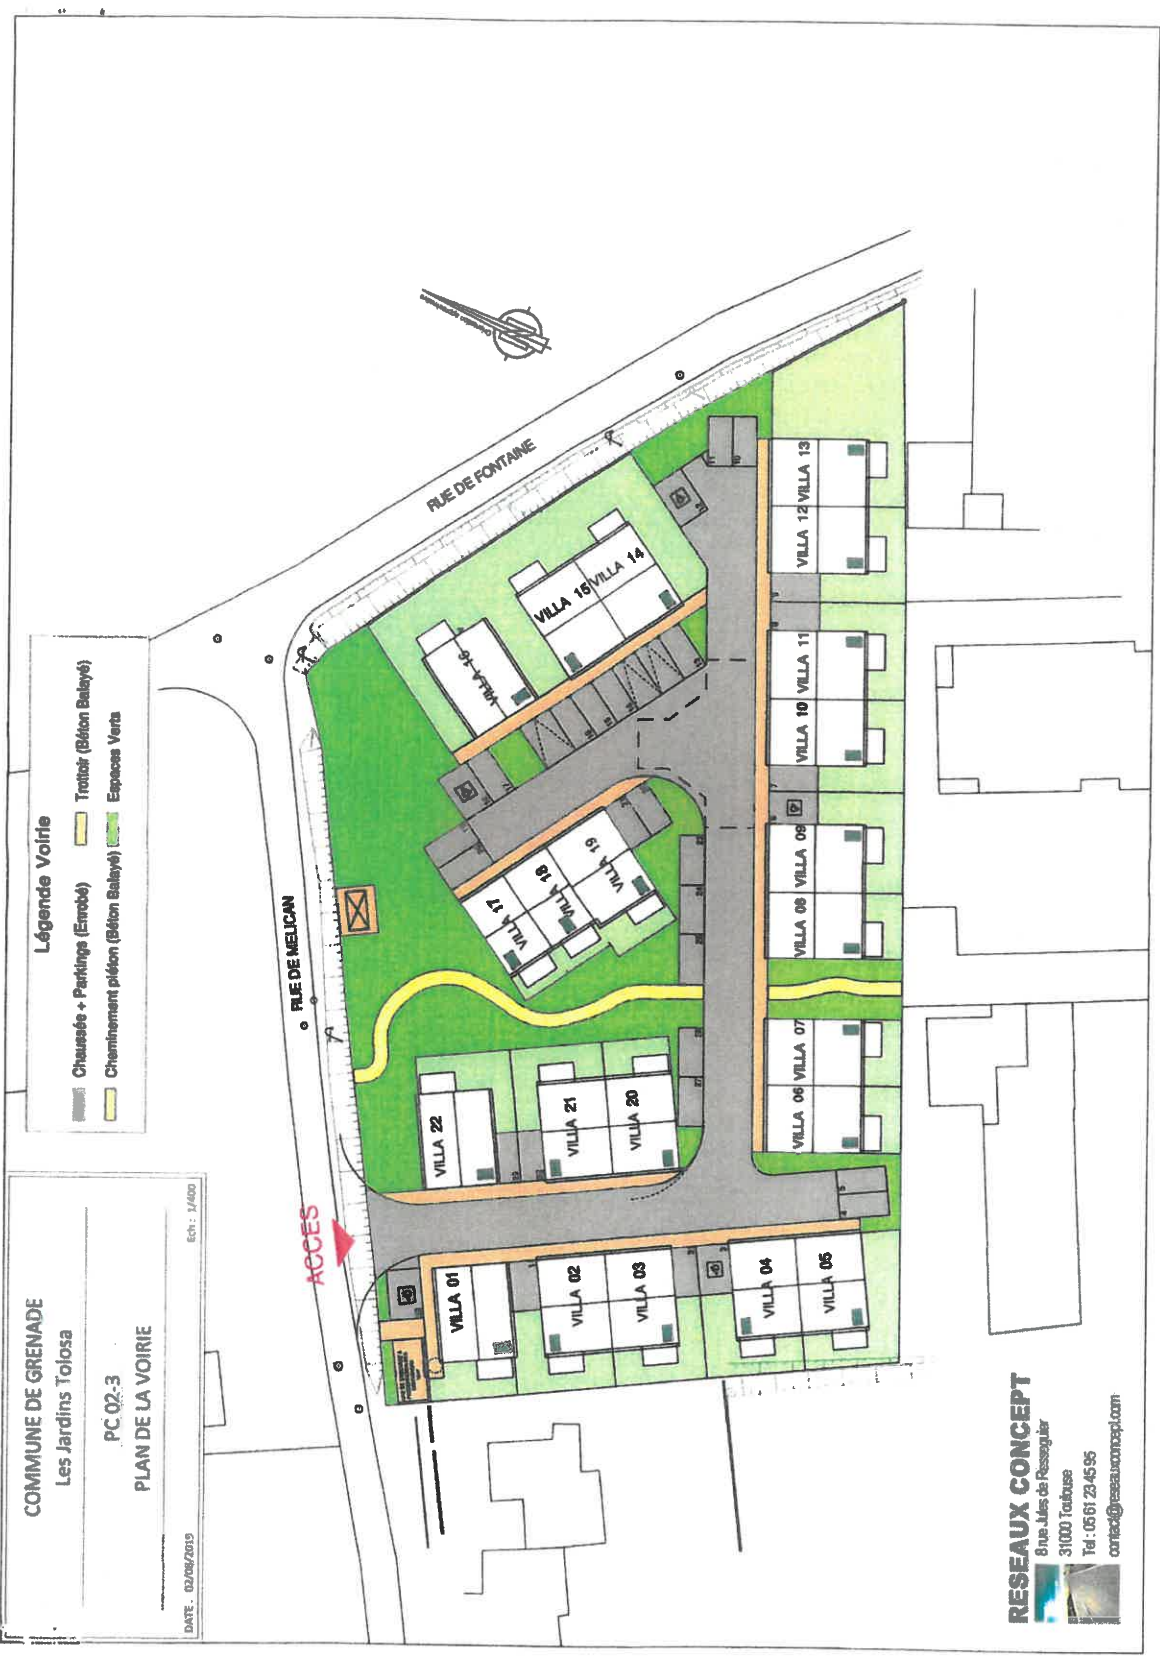 COMMUNE DE GRENADE
Les Jardins Tolosa
PC 02-3
PLAN DE LA VOIRIE
DATE. 02/08/2019
Ech : 1/400
Légende Voirie
Chaussée + Parkings (Enrobé)
Trottoir (Béton Balayé)
Cheminement piéton (Béton Balayé)
Espaces Verts
ACCES
RUE DE MELICAN
RUE DE FONTAINE
VILLA 01
VILLA 02
VILLA 03
VILLA 04
VILLA 05
VILLA 22
VILLA 21
VILLA 20
VILLA 06
VILLA 07
VILLA 08
VILLA 09
VILLA 10
VILLA 11
VILLA 12
VILLA 13
VILLA 17
VILLA 18
VILLA 19
VILLA 16
VILLA 15
VILLA 14
RESEAUX CONCEPT
8 rue Jules de Resseguier
31000 Toulouse
Tel : 05 61 23 45 95
contact@reseauxconcept.com